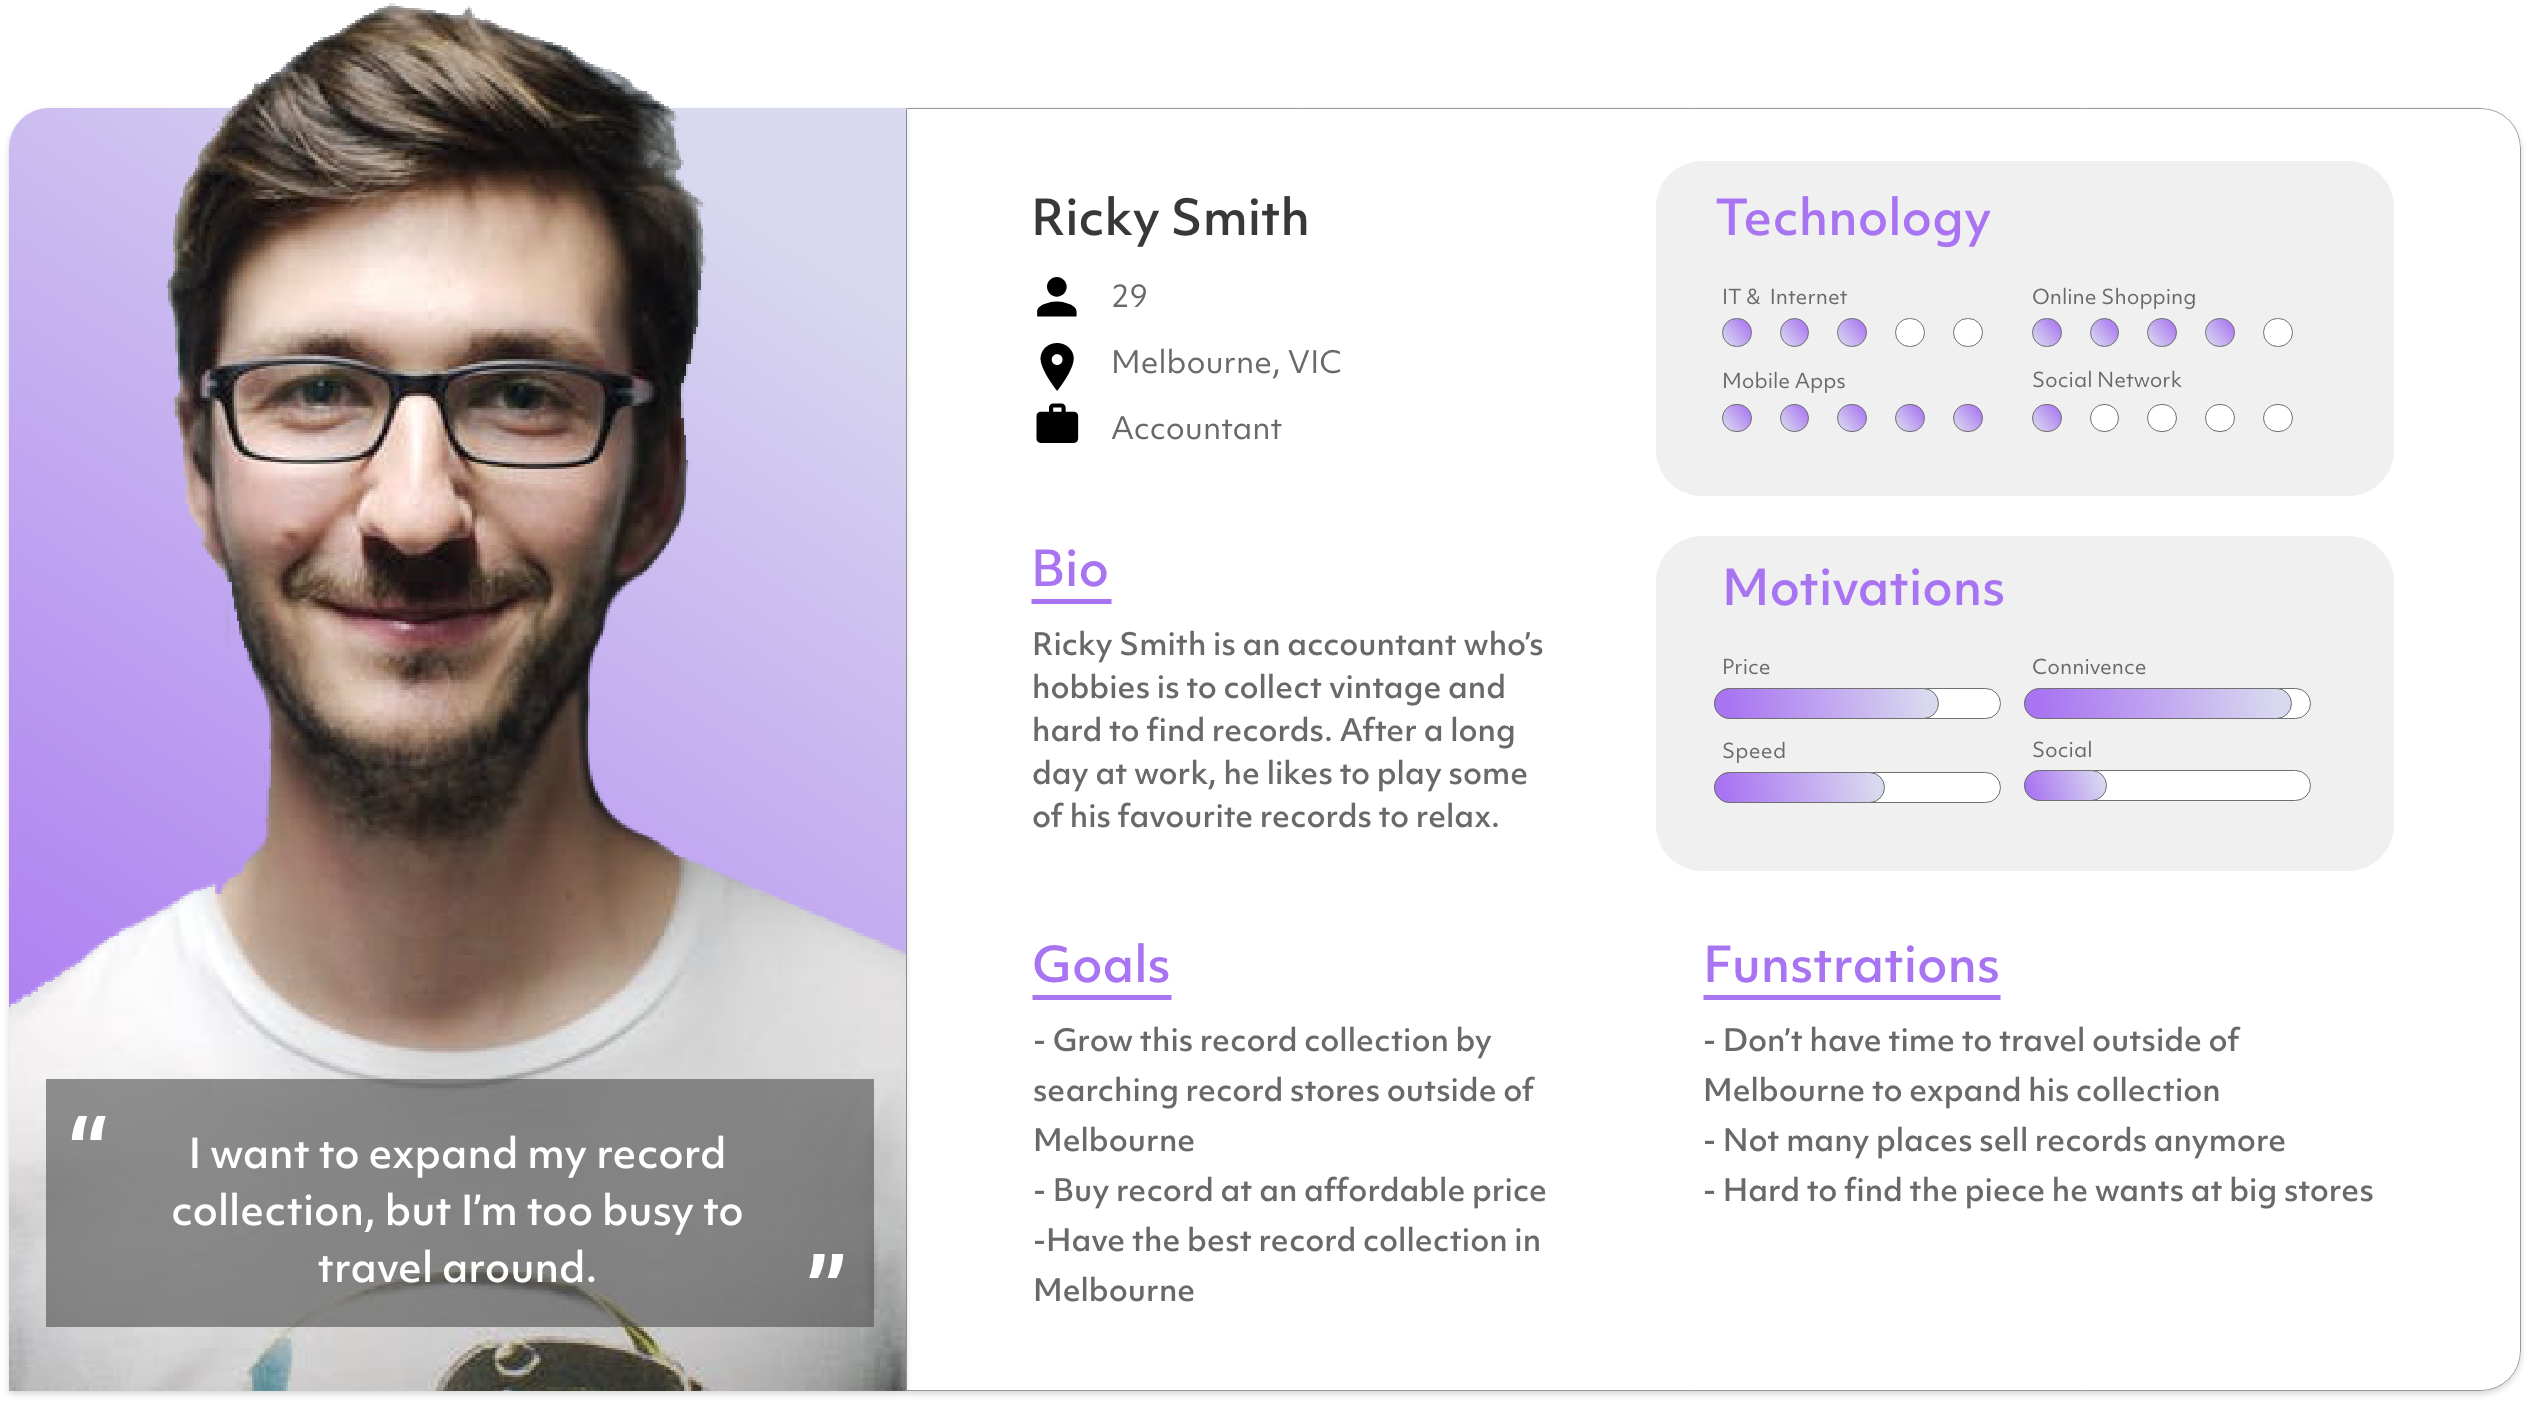 Ricky Smith
29
Melbourne, VIC
Accountant
Bio
Ricky Smith is an accountant who’s
hobbies is to collect vintage and
hard to find records. After a long
day at work, he likes to play some
of his favourite records to relax.
Goals
- Grow this record collection by
searching record stores outside of
Melbourne
- Buy record at an affordable price
-Have the best record collection in
Melbourne
Technology
IT & Internet
Online Shopping
Mobile Apps
Social Network
Motivations
Price
Connivence
Speed
Social
Funstrations
- Don’t have time to travel outside of
Melbourne to expand his collection
- Not many places sell records anymore
- Hard to find the piece he wants at big stores
“ I want to expand my record
collection, but I’m too busy to
travel around. ”